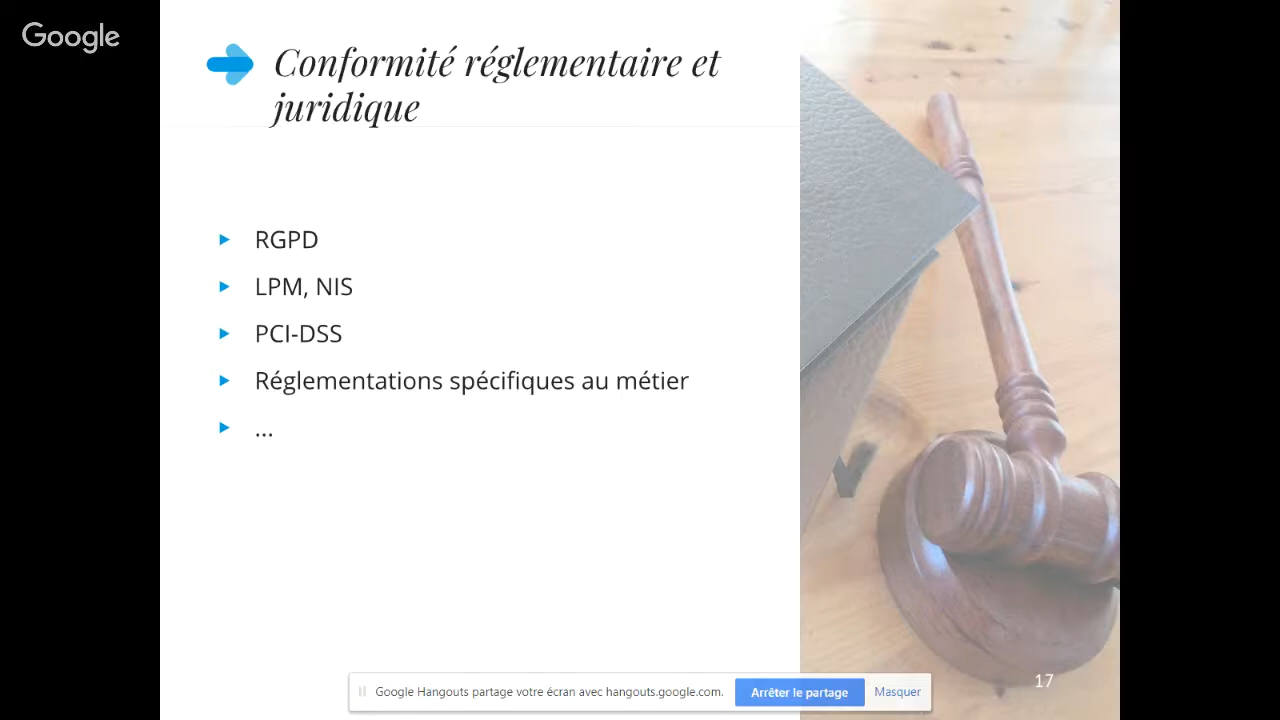 Google
Conformité réglementaire et
juridique
RGPD
LPM, NIS
PCI-DSS
Réglementations spécifiques au métier
...
17
Google Hangouts partage votre écran avec hangouts.google.com.
Arrêter le partage
Masquer